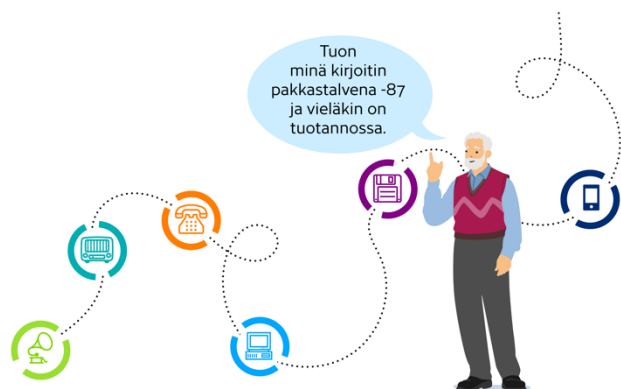 Tuon
minä kirjoitin
pakkastalvena -87
ja vieläkin on
tuotannossa.